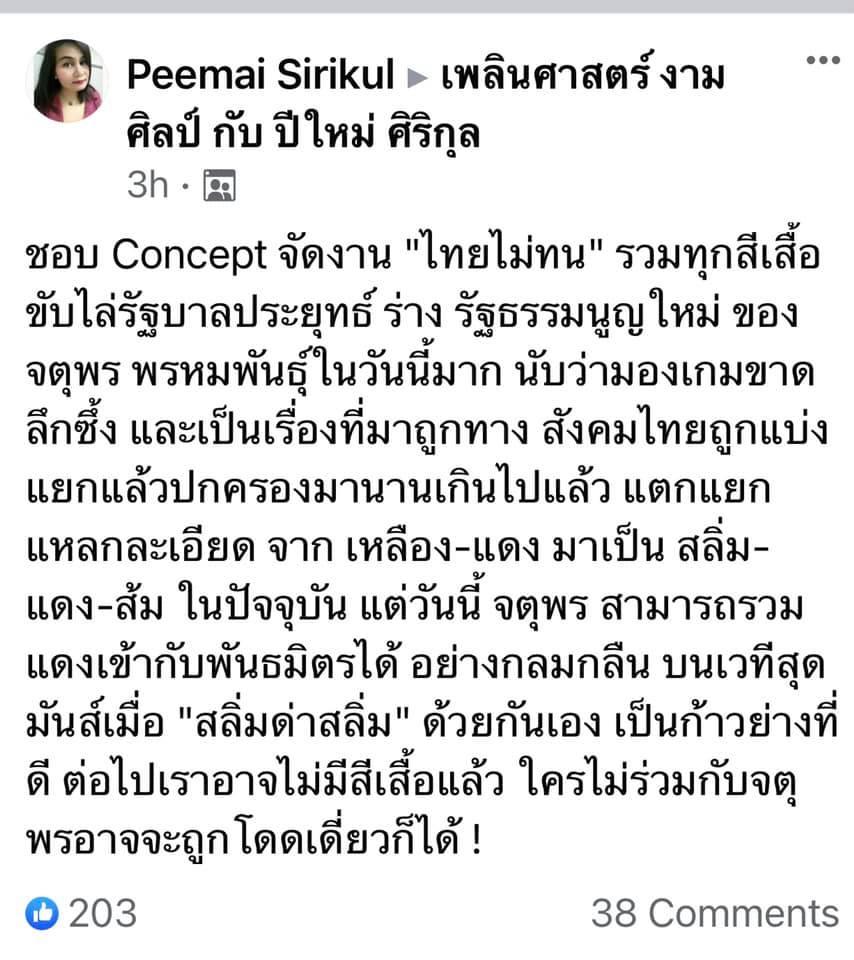 Peemai Sirikul ▸ เพลินศาสตร์ งาม
ศิลป์ กับ ปีใหม่ ศิริกุล
3h ·
ชอบ Concept จัดงาน "ไทยไม่ทน" รวมทุกสีเสื้อ
ขับไล่รัฐบาลประยุทธ์ ร่าง รัฐธรรมนูญใหม่ ของ
จตุพร พรหมพันธุ์ในวันนี้มาก นับว่ามองเกมขาด
ลึกซึ้ง และเป็นเรื่องที่มาถูกทาง สังคมไทยถูกแบ่ง
แยกแล้วปกครองมานานเกินไปแล้ว แตกแยก
แหลกละเอียด จาก เหลือง-แดง มาเป็น สลิ่ม-
แดง-ส้ม ในปัจจุบัน แต่วันนี้ จตุพร สามารถรวม
แดงเข้ากับพันธมิตรได้ อย่างกลมกลืน บนเวทีสุด
มันส์เมื่อ "สลิ่มด่าสลิ่ม" ด้วยกันเอง เป็นก้าวย่างที่
ดี ต่อไปเราอาจไม่มีสีเสื้อแล้ว ใครไม่ร่วมกับจตุ
พรอาจจะถูกโดดเดี่ยวก็ได้ !
203
38 Comments